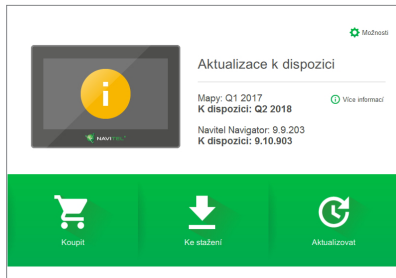 Možnosti
Aktualizace k dispozici
Mapy: Q1 2017
Více informací
K dispozici: Q2 2018
Navitel Navigator: 9.9.203
K dispozici: 9.10.903
NAVITEL
Koupit
Ke stažení
Aktualizovat